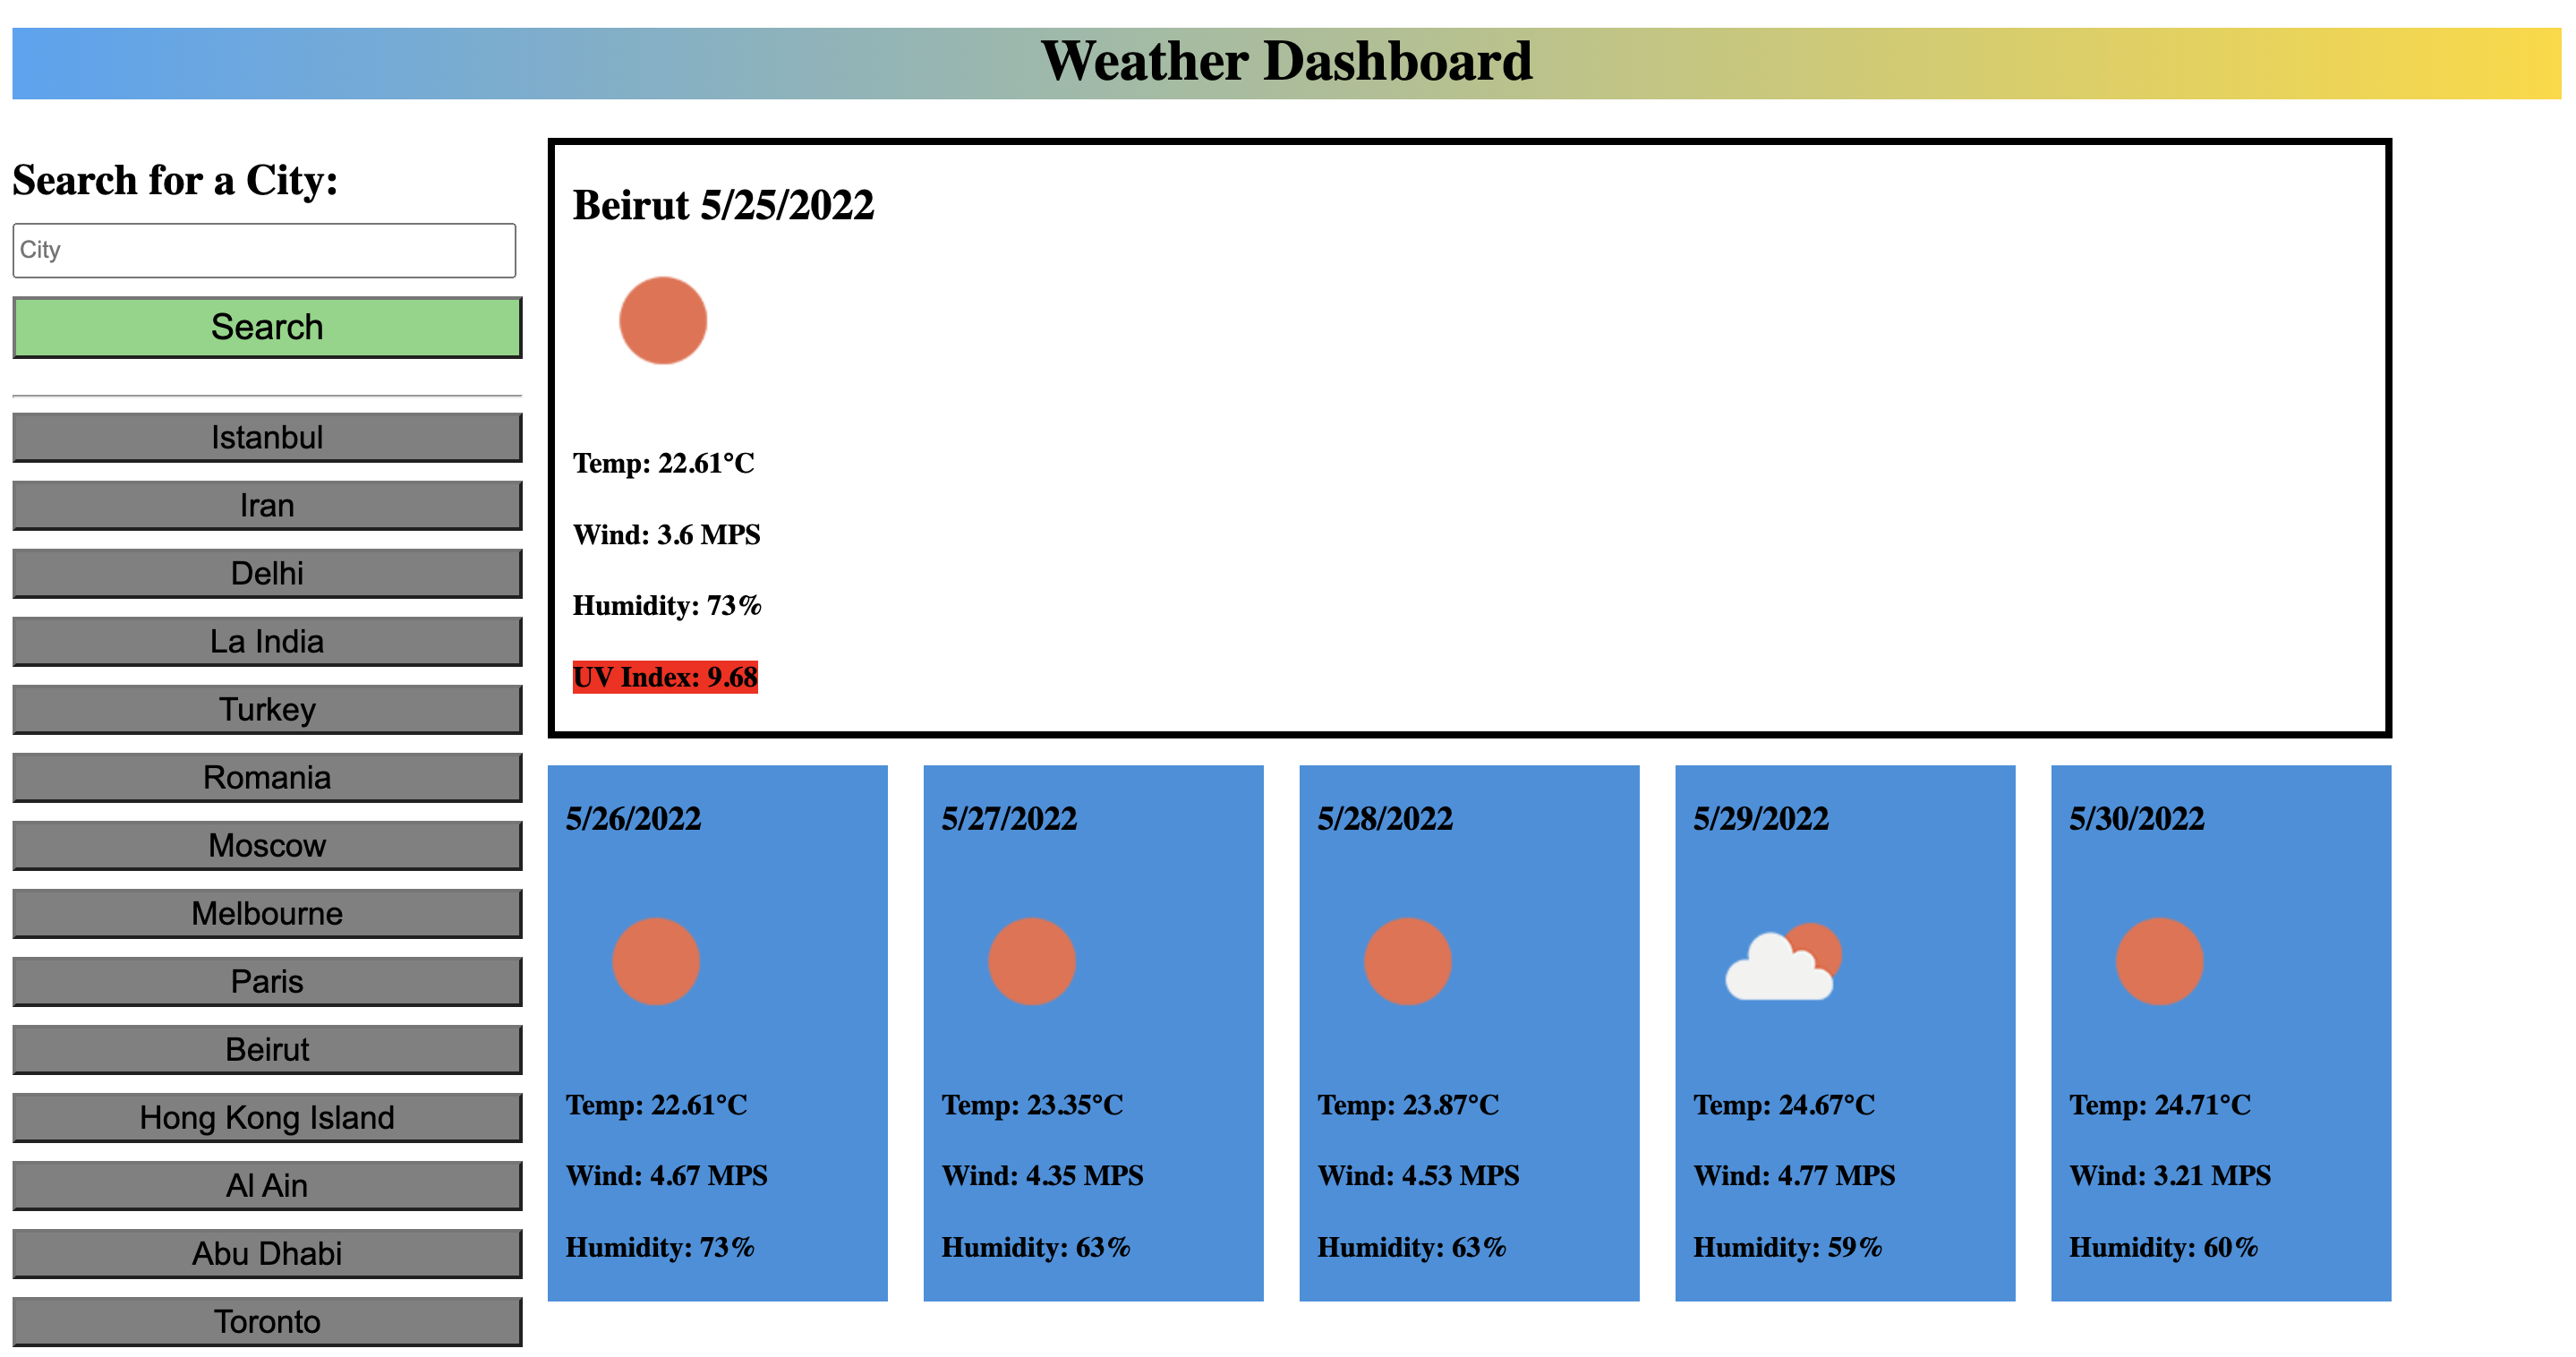 Weather Dashboard
Search for a City:
City
Search
Istanbul
Iran
Delhi
La India
Turkey
Romania
Moscow
Melbourne
Paris
Beirut
Hong Kong Island
Al Ain
Abu Dhabi
Toronto
Beirut 5/25/2022
Temp: 22.61°C
Wind: 3.6 MPS
Humidity: 73%
UV Index: 9.68
5/26/2022
Temp: 22.61°C
Wind: 4.67 MPS
Humidity: 73%
5/27/2022
Temp: 23.35°C
Wind: 4.35 MPS
Humidity: 63%
5/28/2022
Temp: 23.87°C
Wind: 4.53 MPS
Humidity: 63%
5/29/2022
Temp: 24.67°C
Wind: 4.77 MPS
Humidity: 59%
5/30/2022
Temp: 24.71°C
Wind: 3.21 MPS
Humidity: 60%